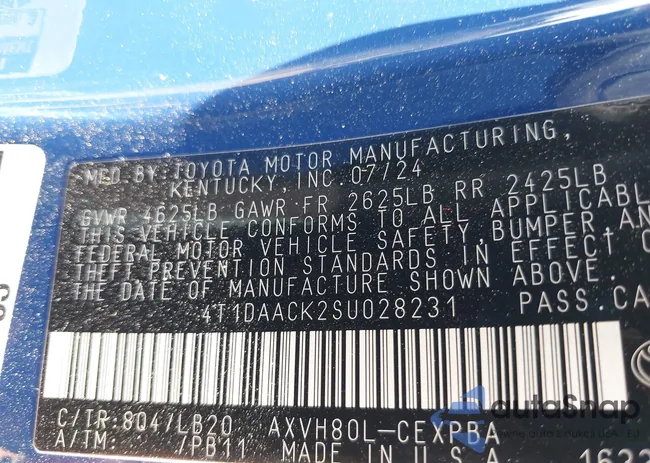 MFD BY:TOYOTA MOTOR MANUFACTURING,
KENTUCKY, INC.07/24
GVWR 4625LB GAWR:FR 2625LB RR 2425LB
THIS VEHICLE CONFORMS TO ALL APPLICABL
FEDERAL MOTOR VEHICLE SAFETY,BUMPER,AN
THEFT PREVENTION STANDARDS IN EFFECT O
THE DATE OF MANUFACTURE SHOWN ABOVE.
4T1DAACK2SU028231 PASS.CA
C/TR:8Q4/LB20 AXVH80L-CEXPBA
A/TM: /PB11 MADE IN U.S.A
autoSnap